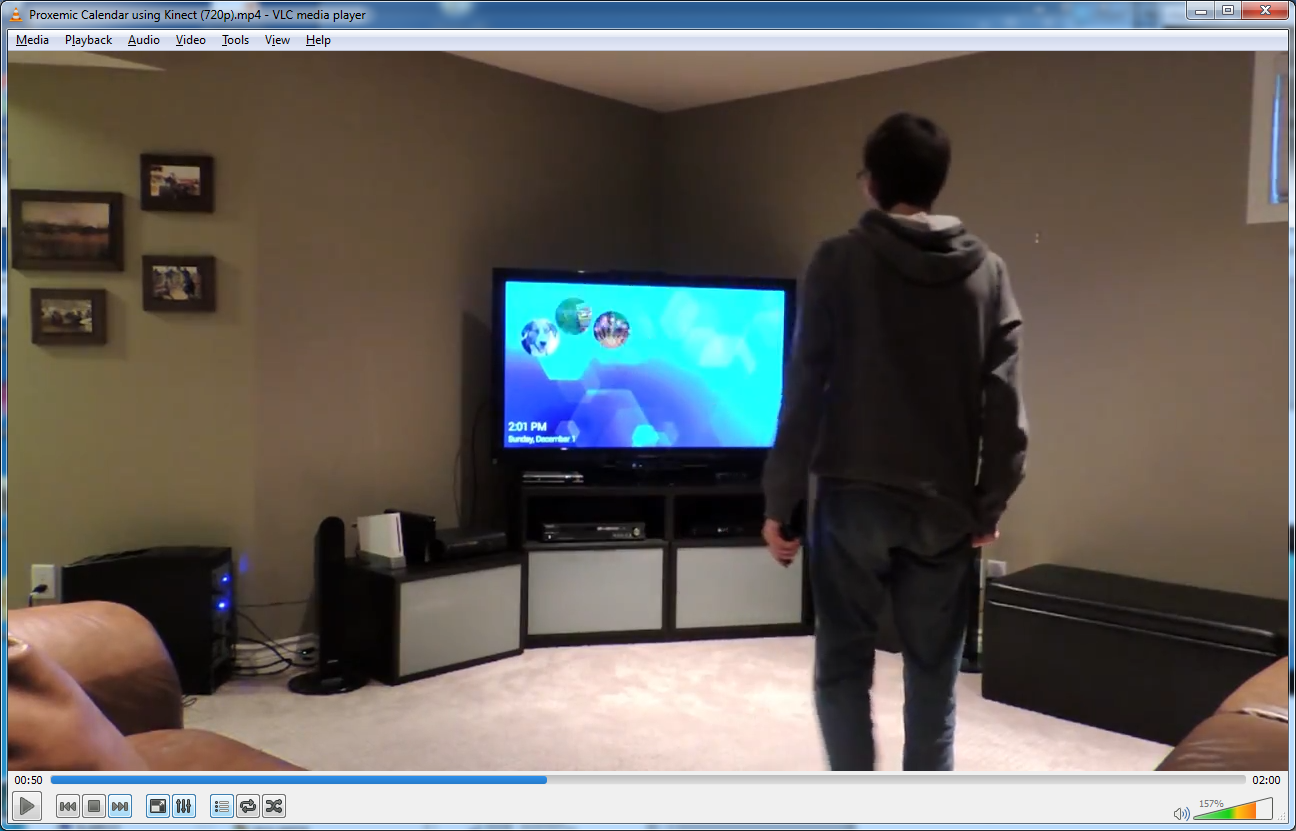 Proxemic Calendar using Kinect (720p).mp4 - VLC media player
Media Playback Audio Video Tools View Help
2:01 PM
Sunday, December 1
00:50 02:00
157%